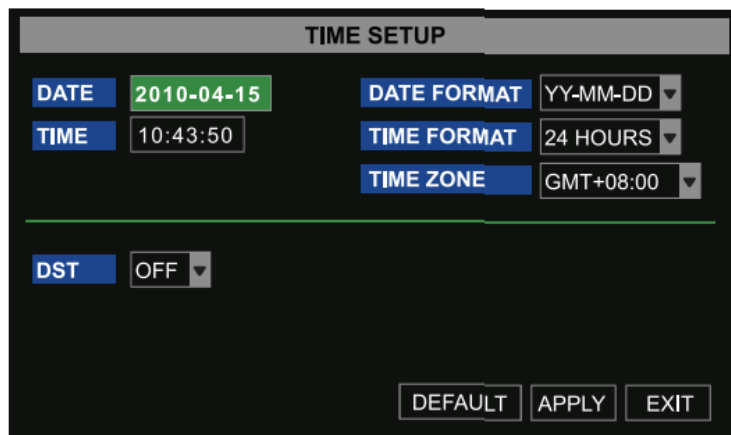 TIME SETUP
DATE 2010-04-15 DATE FORMAT YY-MM-DD
TIME 10:43:50 TIME FORMAT 24 HOURS
TIME ZONE GMT+08:00
DST OFF
DEFAULT APPLY EXIT